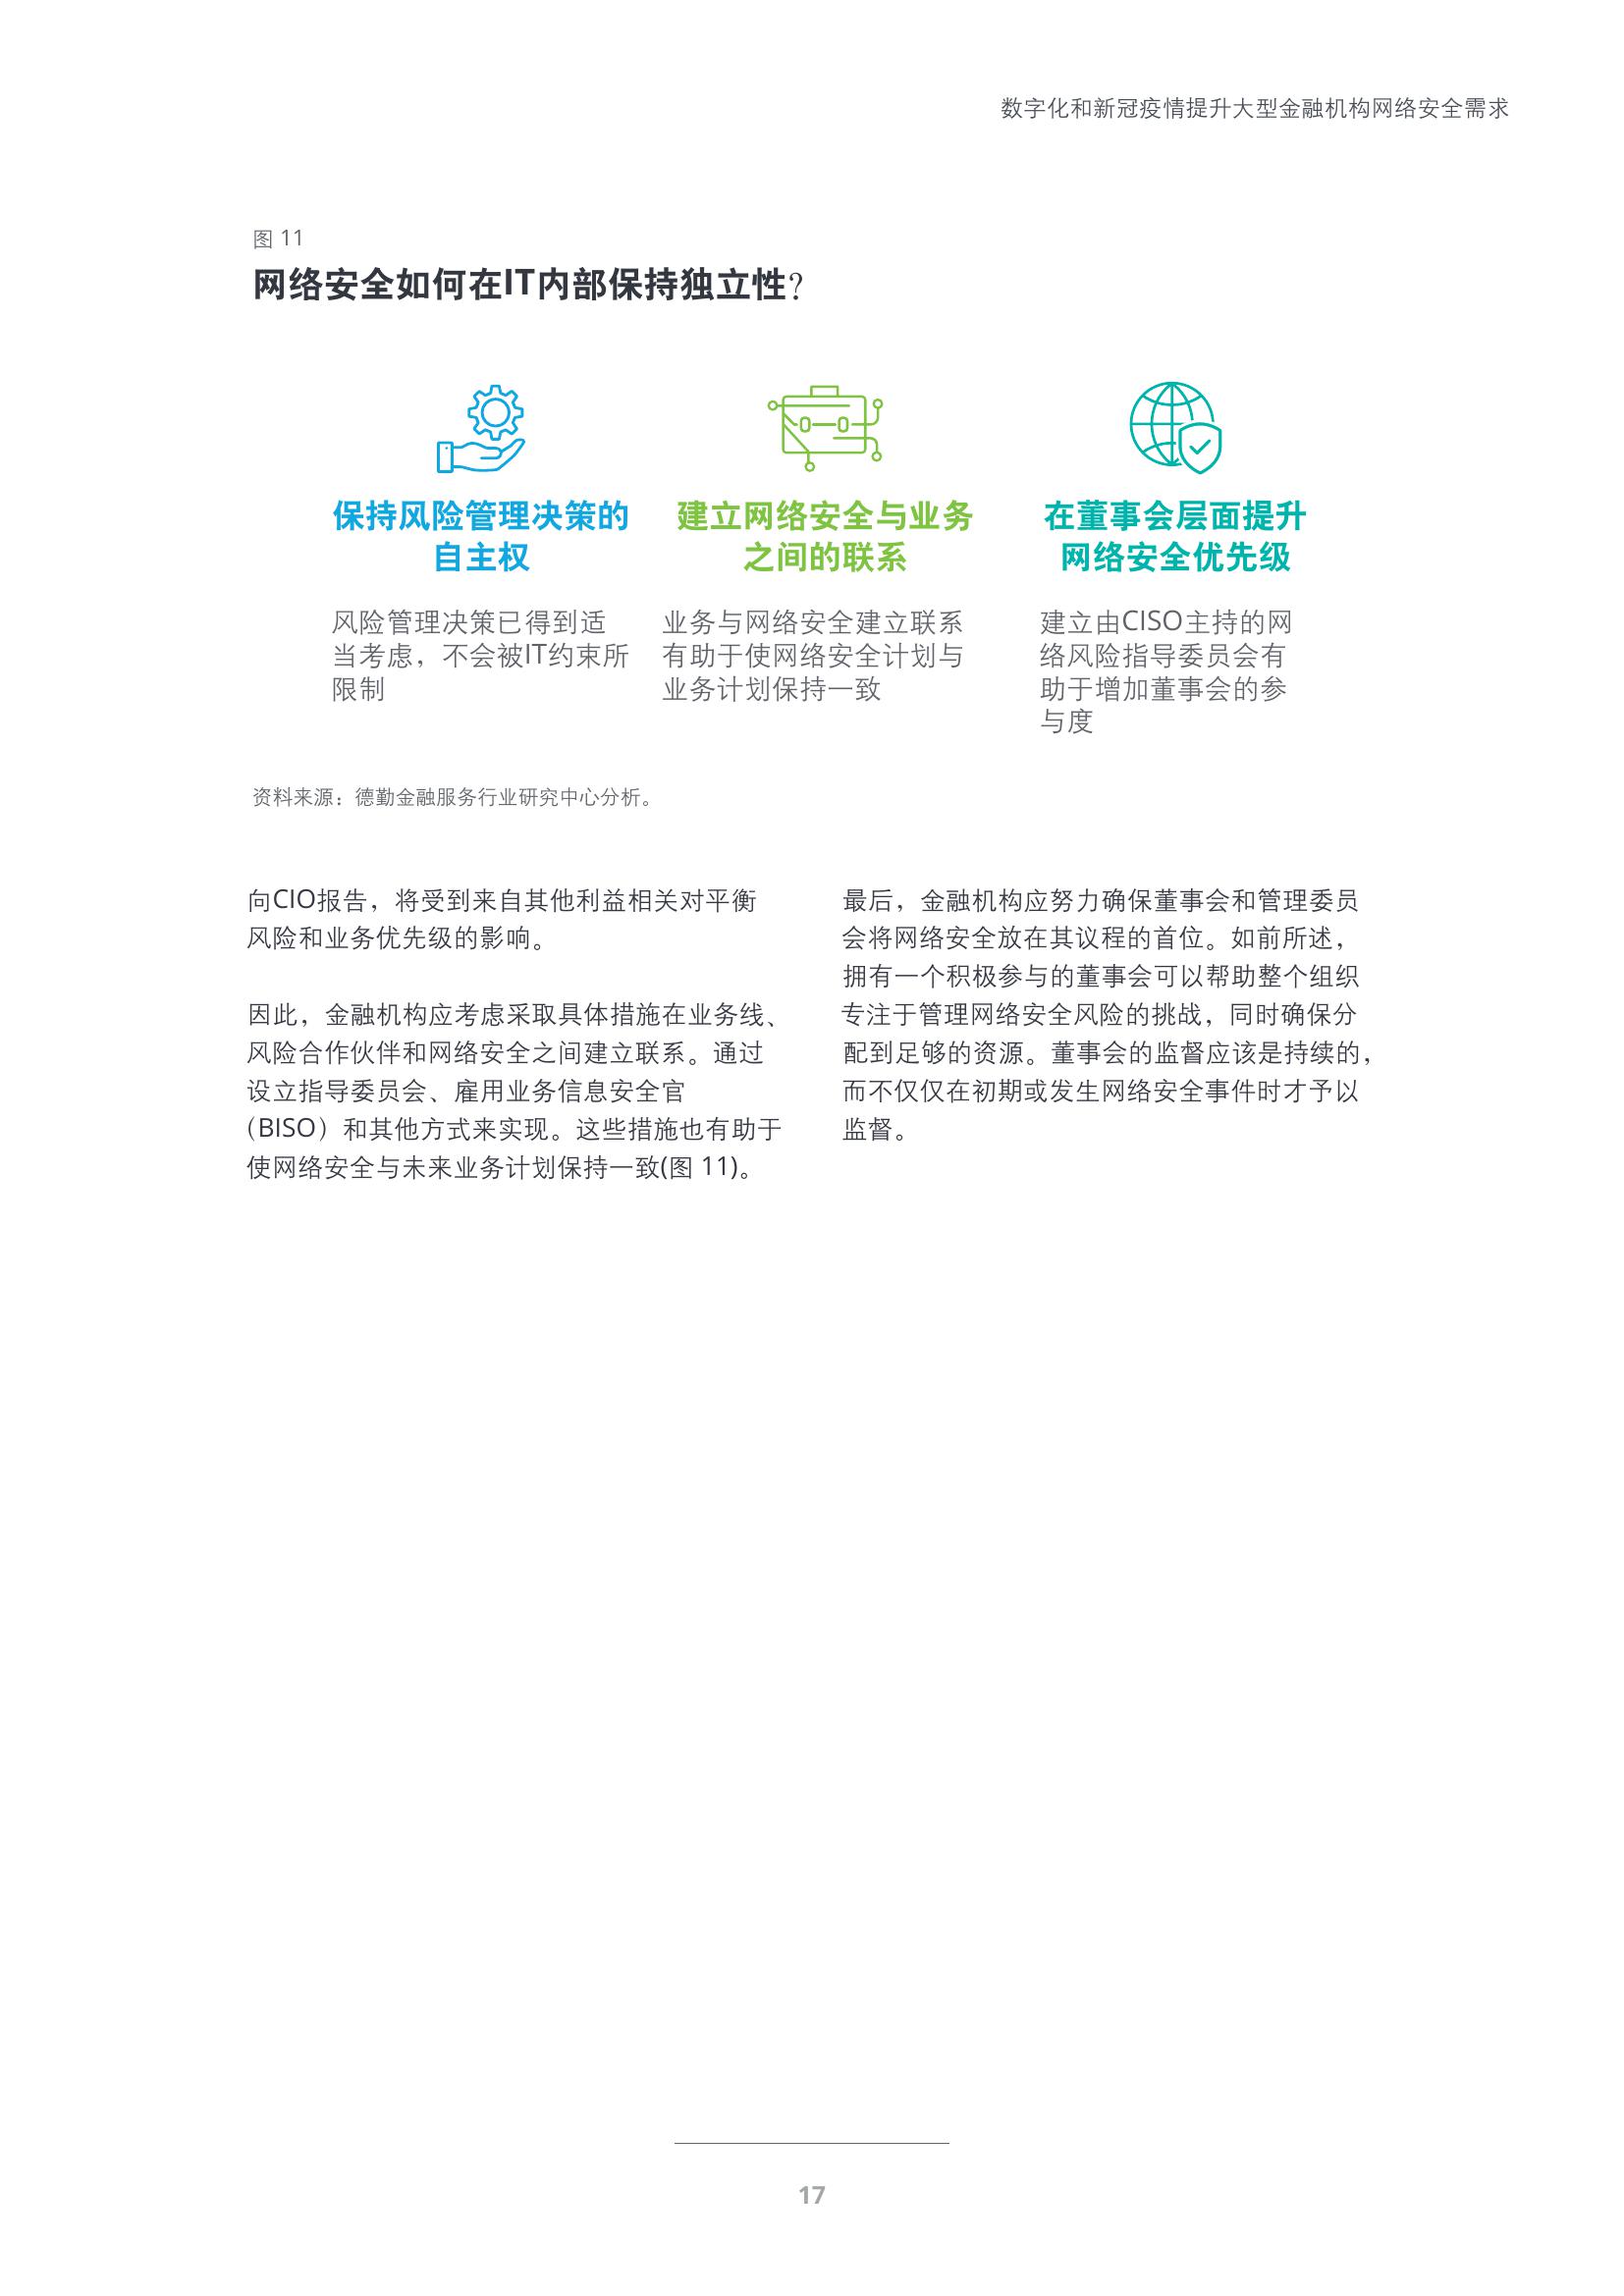 数字化和新冠疫情提升大型金融机构网络安全需求
图 11
网络安全如何在IT内部保持独立性？
保持风险管理决策的
自主权
风险管理决策已得到适
当考虑，不会被IT约束所
限制
建立网络安全与业务
之间的联系
业务与网络安全建立联系
有助于使网络安全计划与
业务计划保持一致
在董事会层面提升
网络安全优先级
建立由CISO主持的网
络风险指导委员会有
助于增加董事会的参
与度
资料来源：德勤金融服务行业研究中心分析。
向CIO报告，将受到来自其他利益相关对平衡
风险和业务优先级的影响。
因此，金融机构应考虑采取具体措施在业务线、
风险合作伙伴和网络安全之间建立联系。通过
设立指导委员会、雇用业务信息安全官
（BISO）和其他方式来实现。这些措施也有助于
使网络安全与未来业务计划保持一致(图 11)。
最后，金融机构应努力确保董事会和管理委员
会将网络安全放在其议程的首位。如前所述，
拥有一个积极参与的董事会可以帮助整个组织
专注于管理网络安全风险的挑战，同时确保分
配到足够的资源。董事会的监督应该是持续的，
而不仅仅在初期或发生网络安全事件时才予以
监督。
17